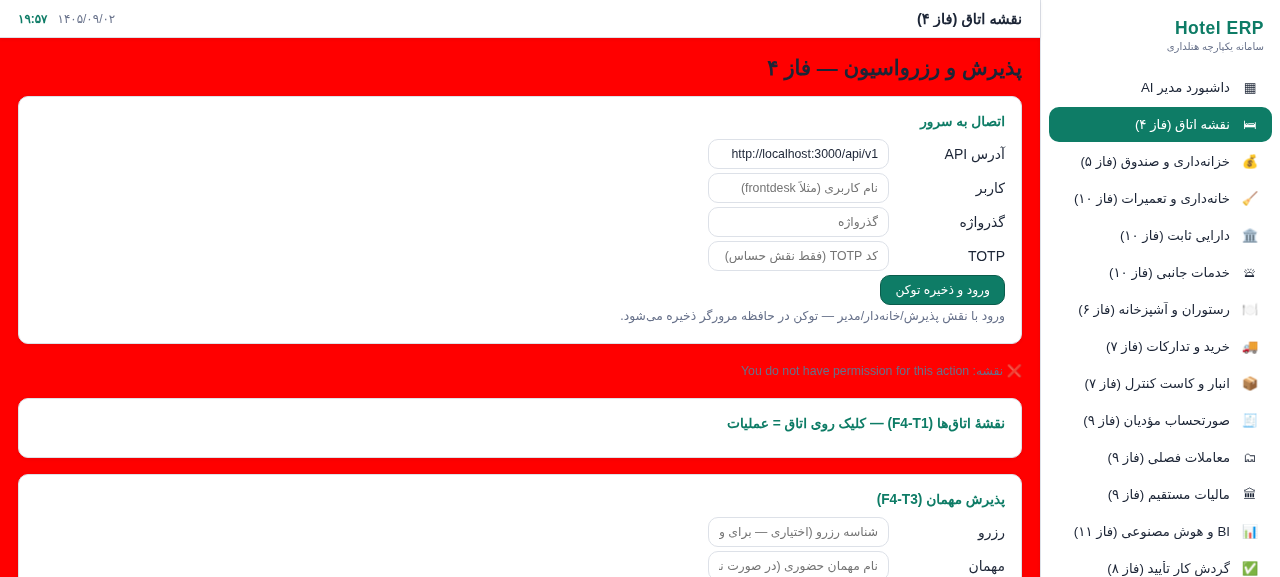 Hotel ERP
سامانه یکپارچه هتلداری
داشبورد مدیر AI
نقشه اتاق (فاز ۴)
خزانه‌داری و صندوق (فاز ۵)
خانه‌داری و تعمیرات (فاز ۱۰)
دارایی ثابت (فاز ۱۰)
خدمات جانبی (فاز ۱۰)
رستوران و آشپزخانه (فاز ۶)
خرید و تدارکات (فاز ۷)
انبار و کاست کنترل (فاز ۷)
صورتحساب مؤدیان (فاز ۹)
معاملات فصلی (فاز ۹)
مالیات مستقیم (فاز ۹)
BI و هوش مصنوعی (فاز ۱۱)
گردش کار تأیید (فاز ۸)
نقشه اتاق (فاز ۴)
۱۴۰۵/۰۹/۰۲ ۱۹:۵۷
پذیرش و رزرواسیون — فاز ۴
اتصال به سرور
آدرس API http://localhost:3000/api/v1
کاربر نام کاربری (مثلاً frontdesk)
گذرواژه گذرواژه
TOTP کد TOTP (فقط نقش حساس)
ورود و ذخیره توکن
ورود با نقش پذیرش/خانه‌دار/مدیر — توکن در حافظه مرورگر ذخیره می‌شود.
❌ نقشه: You do not have permission for this action
نقشهٔ اتاق‌ها (F4-T1) — کلیک روی اتاق = عملیات
پذیرش مهمان (F4-T3)
رزرو شناسه رزرو (اختیاری — برای و
مهمان نام مهمان حضوری (در صورت ن